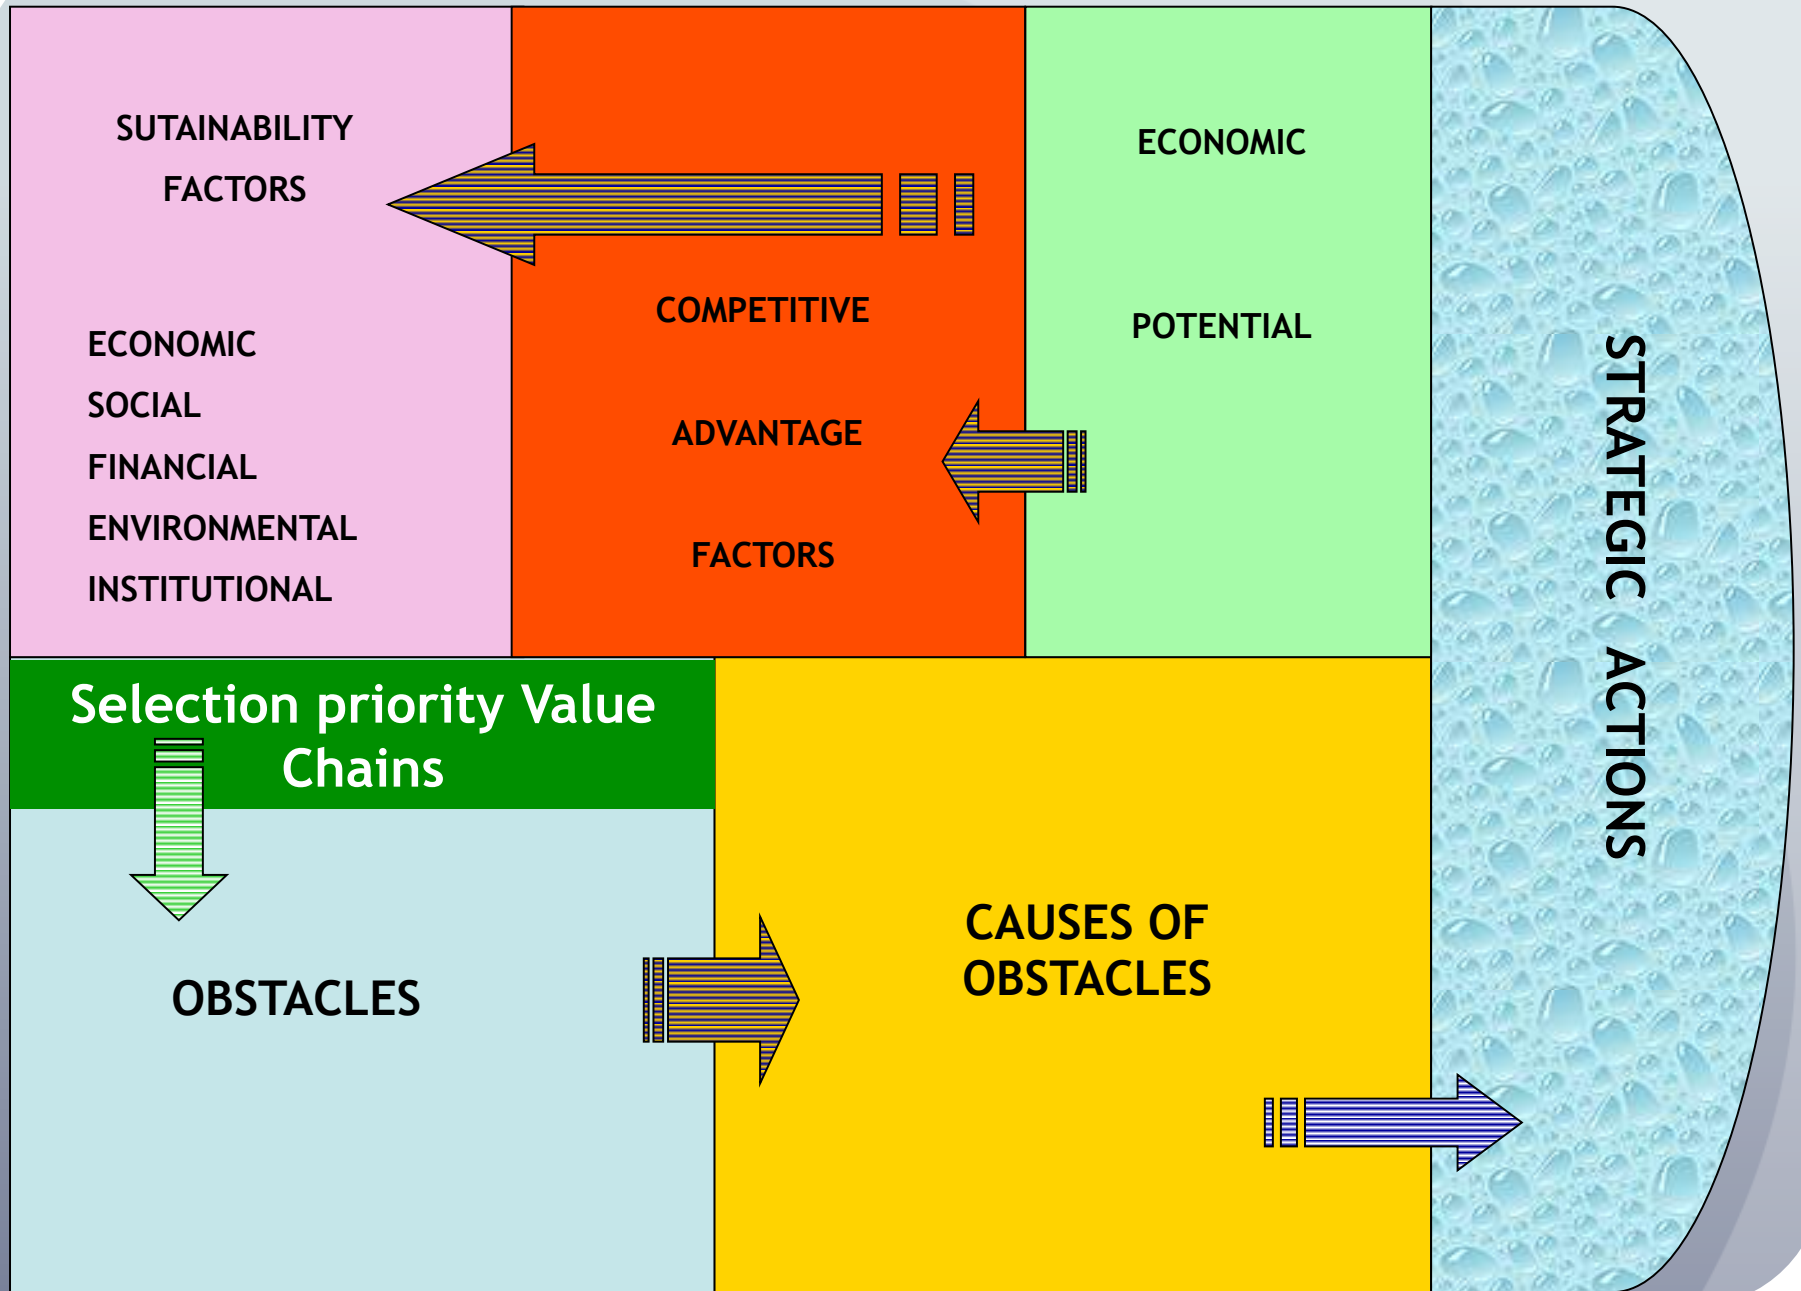 SUTAINABILITY
FACTORS
ECONOMIC
SOCIAL
FINANCIAL
ENVIRONMENTAL
INSTITUTIONAL
COMPETITIVE
ADVANTAGE
FACTORS
ECONOMIC
POTENTIAL
STRATEGIC ACTIONS
Selection priority Value
Chains
OBSTACLES
CAUSES OF
OBSTACLES